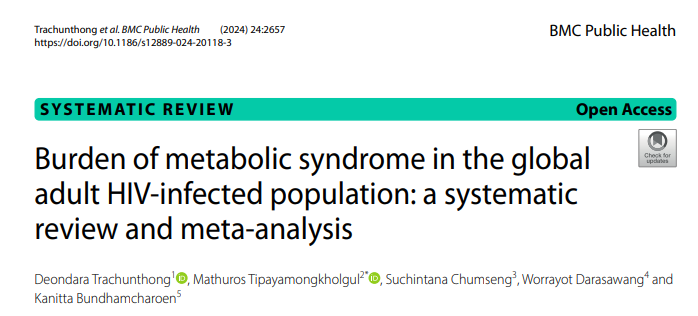 Trachunthong et al. BMC Public Health (2024) 24:2657
https://doi.org/10.1186/s12889-024-20118-3
BMC Public Health
SYSTEMATIC REVIEW
Open Access
Check for
updates
Burden of metabolic syndrome in the global
adult HIV-infected population: a systematic
review and meta-analysis
Deondara Trachunthong1, Mathuros Tipayamongkholgul2*, Suchintana Chumseng3, Worrayot Darasawang4 and
Kanitta Bundhamcharoen5